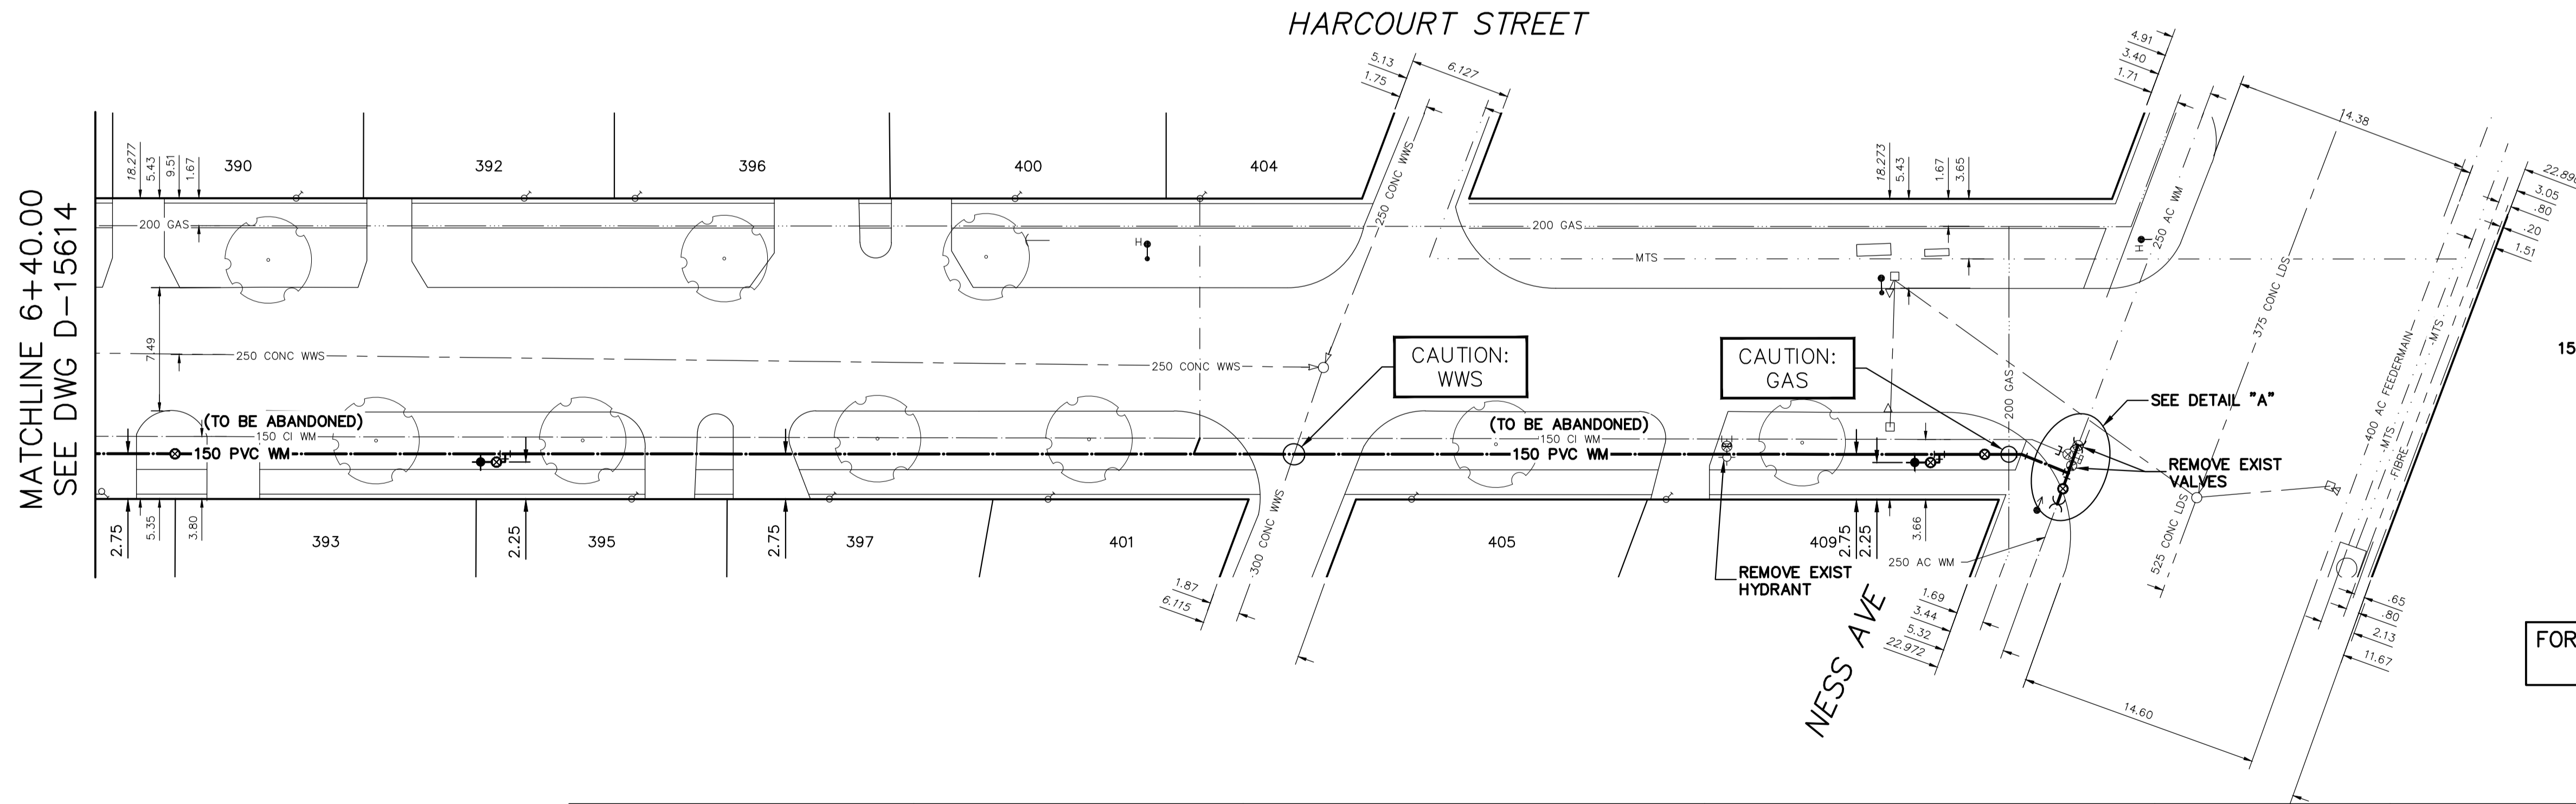 HARCOURT STREET
MATCHLINE 6+40.00
SEE DWG D-15614
18.277
5.43
9.51
1.67
390
392
396
400
404
5.13
1.75
6.127
18.273
5.43
1.67
3.65
4.91
3.40
1.71
14.38
3.05
.80
.20
1.51
200 GAS
200 GAS
MTS
H
H
250 CONC WWS
250 AC WM
375 CONC LDS
400 AC FEEDERMAIN
MTS
MTS
FIBRE
7.49
250 CONC WWS
250 CONC WWS
CAUTION:
WWS
CAUTION:
GAS
200 GAS
SEE DETAIL "A"
(TO BE ABANDONED)
150 CI WM
150 PVC WM
(TO BE ABANDONED)
150 CI WM
150 PVC WM
REMOVE EXIST
VALVES
REMOVE EXIST
HYDRANT
2.75
5.35
3.80
393
2.25
395
2.75
397
401
300 CONC WWS
1.87
6.115
405
409
2.75
2.25
3.66
250 AC WM
525 CONC LDS
NESS AVE
1.69
3.44
5.32
22.972
14.60
.65
.80
2.13
11.67
15
FOR